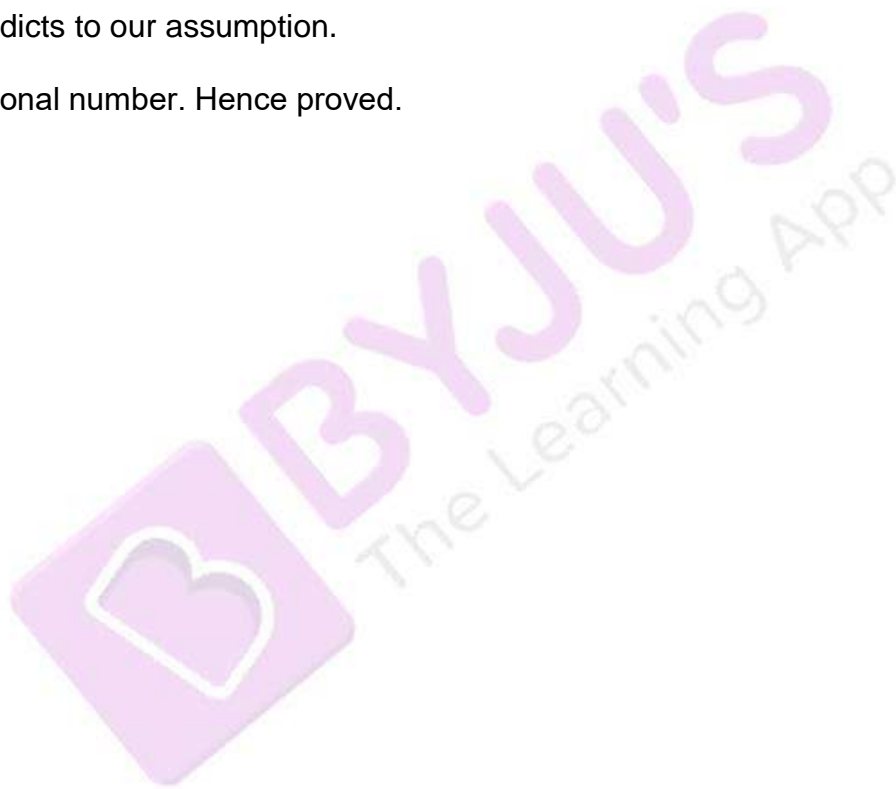 dicts to our assumption.
onal number. Hence proved.
BYJU'S
The Learning App